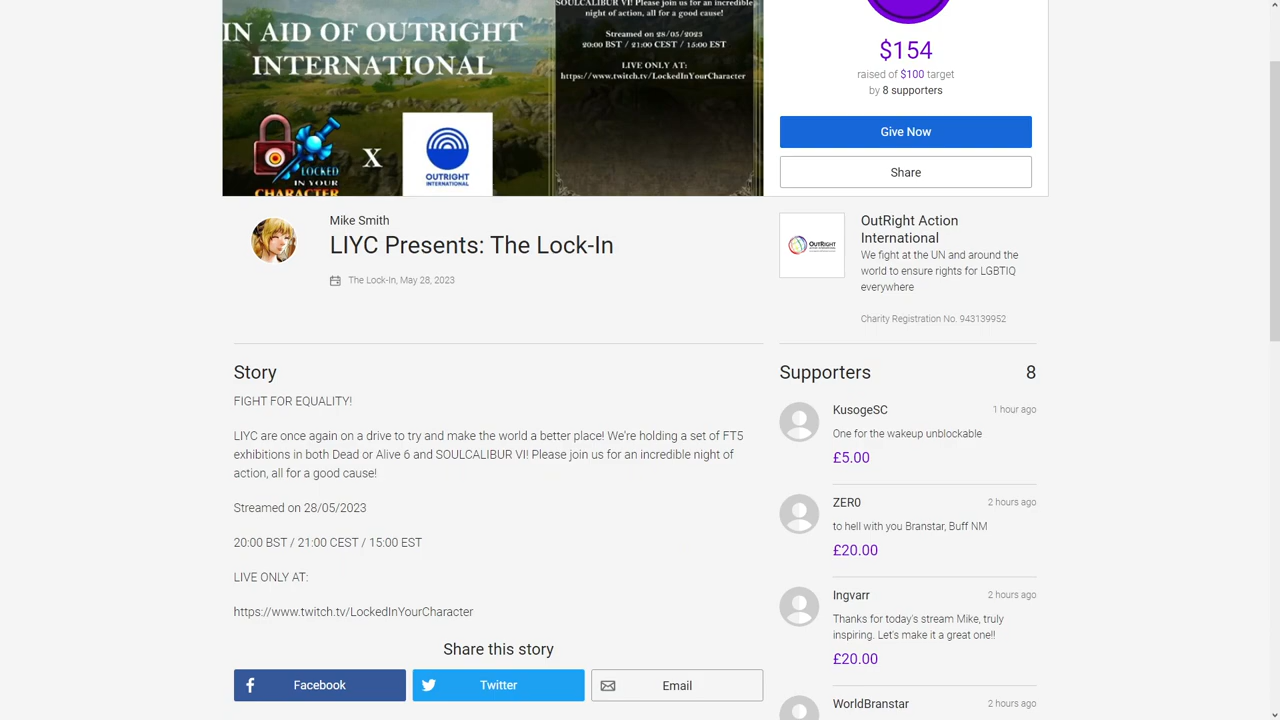 IN AID OF OUTRIGHT
INTERNATIONAL
LOCKED
IN YOUR
CHARACTER
X
OUTRIGHT
INTERNATIONAL
SOULCALIBUR VI! Please join us for an incredible
night of action, all for a good cause!
Streamed on 28/05/2023
20:00 BST / 21:00 CEST / 15:00 EST
LIVE ONLY AT:
https://www.twitch.tv/LockedInYourCharacter
$154
raised of $100 target
by 8 supporters
Give Now
Share
Mike Smith
LIYC Presents: The Lock-In
The Lock-In, May 28, 2023
OUTRIGHT
OutRight Action
International
We fight at the UN and around the
world to ensure rights for LGBTIQ
everywhere
Charity Registration No. 943139952
Story
FIGHT FOR EQUALITY!
LIYC are once again on a drive to try and make the world a better place! We're holding a set of FT5
exhibitions in both Dead or Alive 6 and SOULCALIBUR VI! Please join us for an incredible night of
action, all for a good cause!
Streamed on 28/05/2023
20:00 BST / 21:00 CEST / 15:00 EST
LIVE ONLY AT:
https://www.twitch.tv/LockedInYourCharacter
Share this story
Facebook
Twitter
Email
Supporters 8
KusogeSC 1 hour ago
One for the wakeup unblockable
£5.00
ZER0 2 hours ago
to hell with you Branstar, Buff NM
£20.00
Ingvarr 2 hours ago
Thanks for today's stream Mike, truly
inspiring. Let's make it a great one!!
£20.00
WorldBranstar 2 hours ago